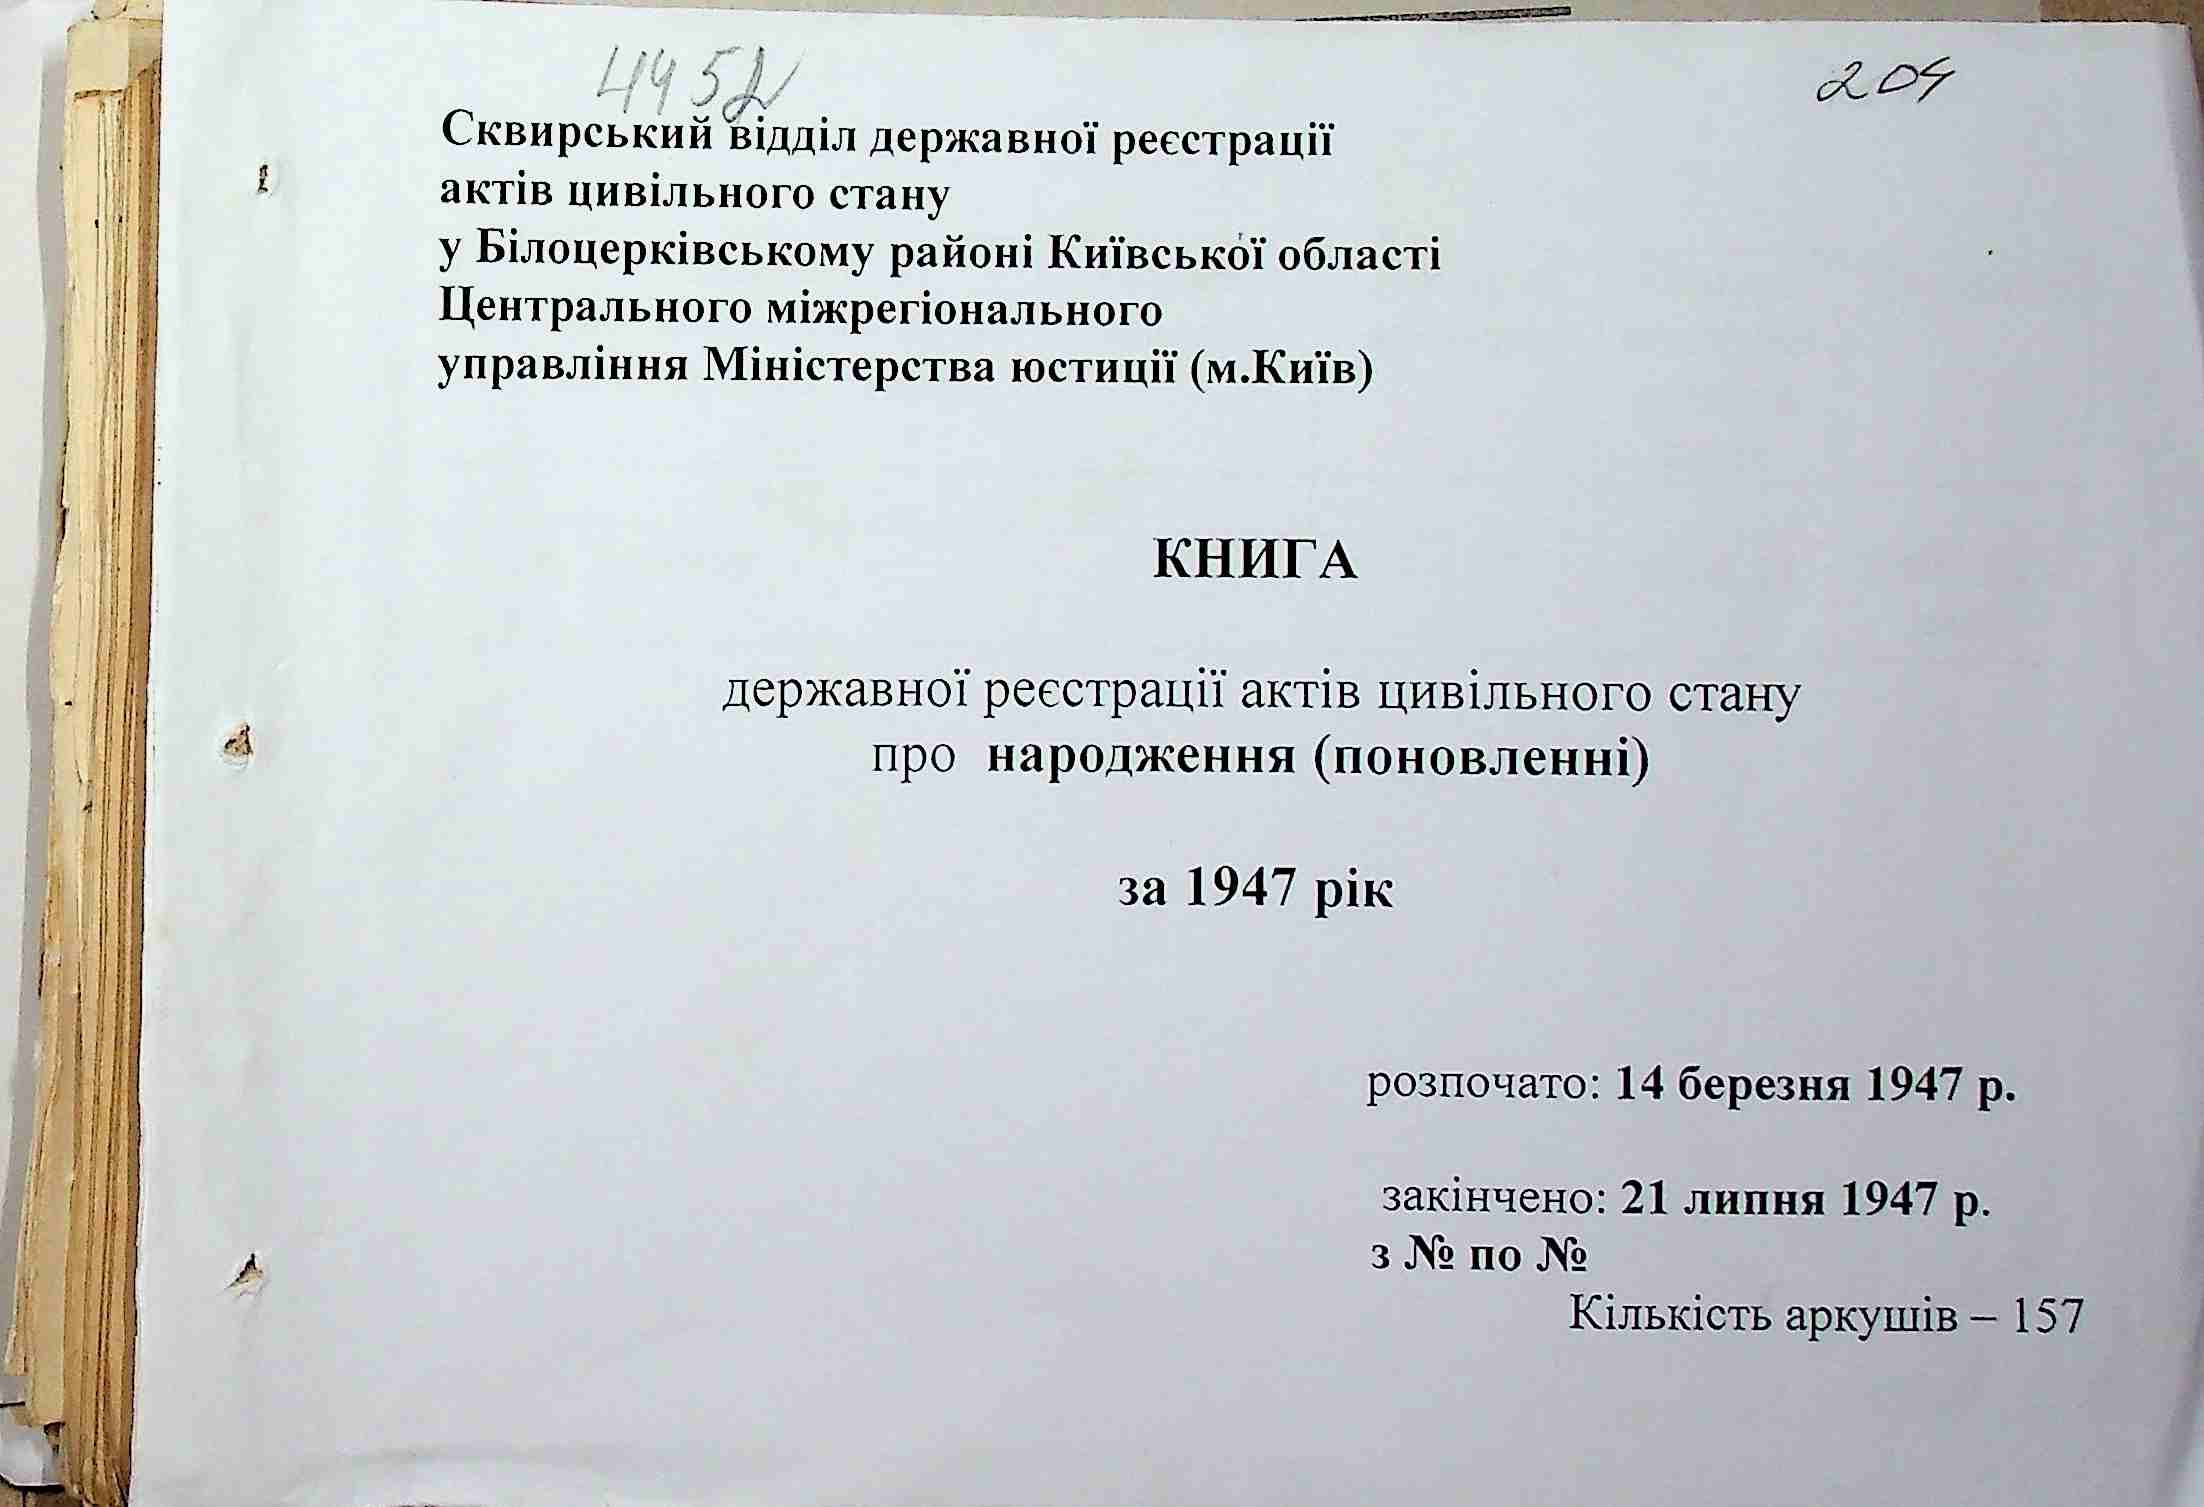 204
Сквирський відділ державної реєстрації
актів цивільного стану
у Білоцерківському районі Київської області
Центрального міжрегіонального
управління Міністерства юстиції (м.Київ)
КНИГА
державної реєстрації актів цивільного стану
про народження (поновленні)
за 1947 рік
розпочато: 14 березня 1947 р.
закінчено: 21 липня 1947 р.
з № по №
Кількість аркушів – 157